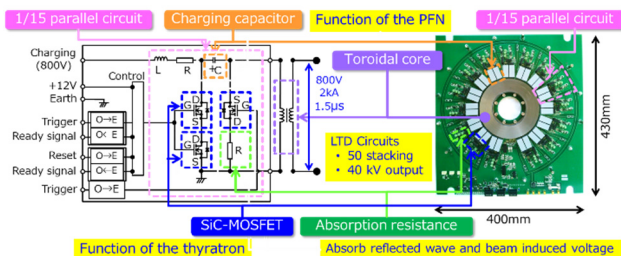 1/15 parallel circuit
Charging capacitor
Function of the PFN
1/15 parallel circuit
Charging
(800V)
L
R
+C
Toroidal core
+12V
Earth
Control
800V
2kA
1.5μs
D
G
S
S
G
D
Trigger
O→E
Ready signal
O←E
Reset
O→E
Ready signal
O←E
Trigger
O→E
D
G
S
R
LTD Circuits
• 50 stacking
• 40 kV output
430mm
400mm
SiC-MOSFET
Absorption resistance
Function of the thyratron
Absorb reflected wave and beam induced voltage